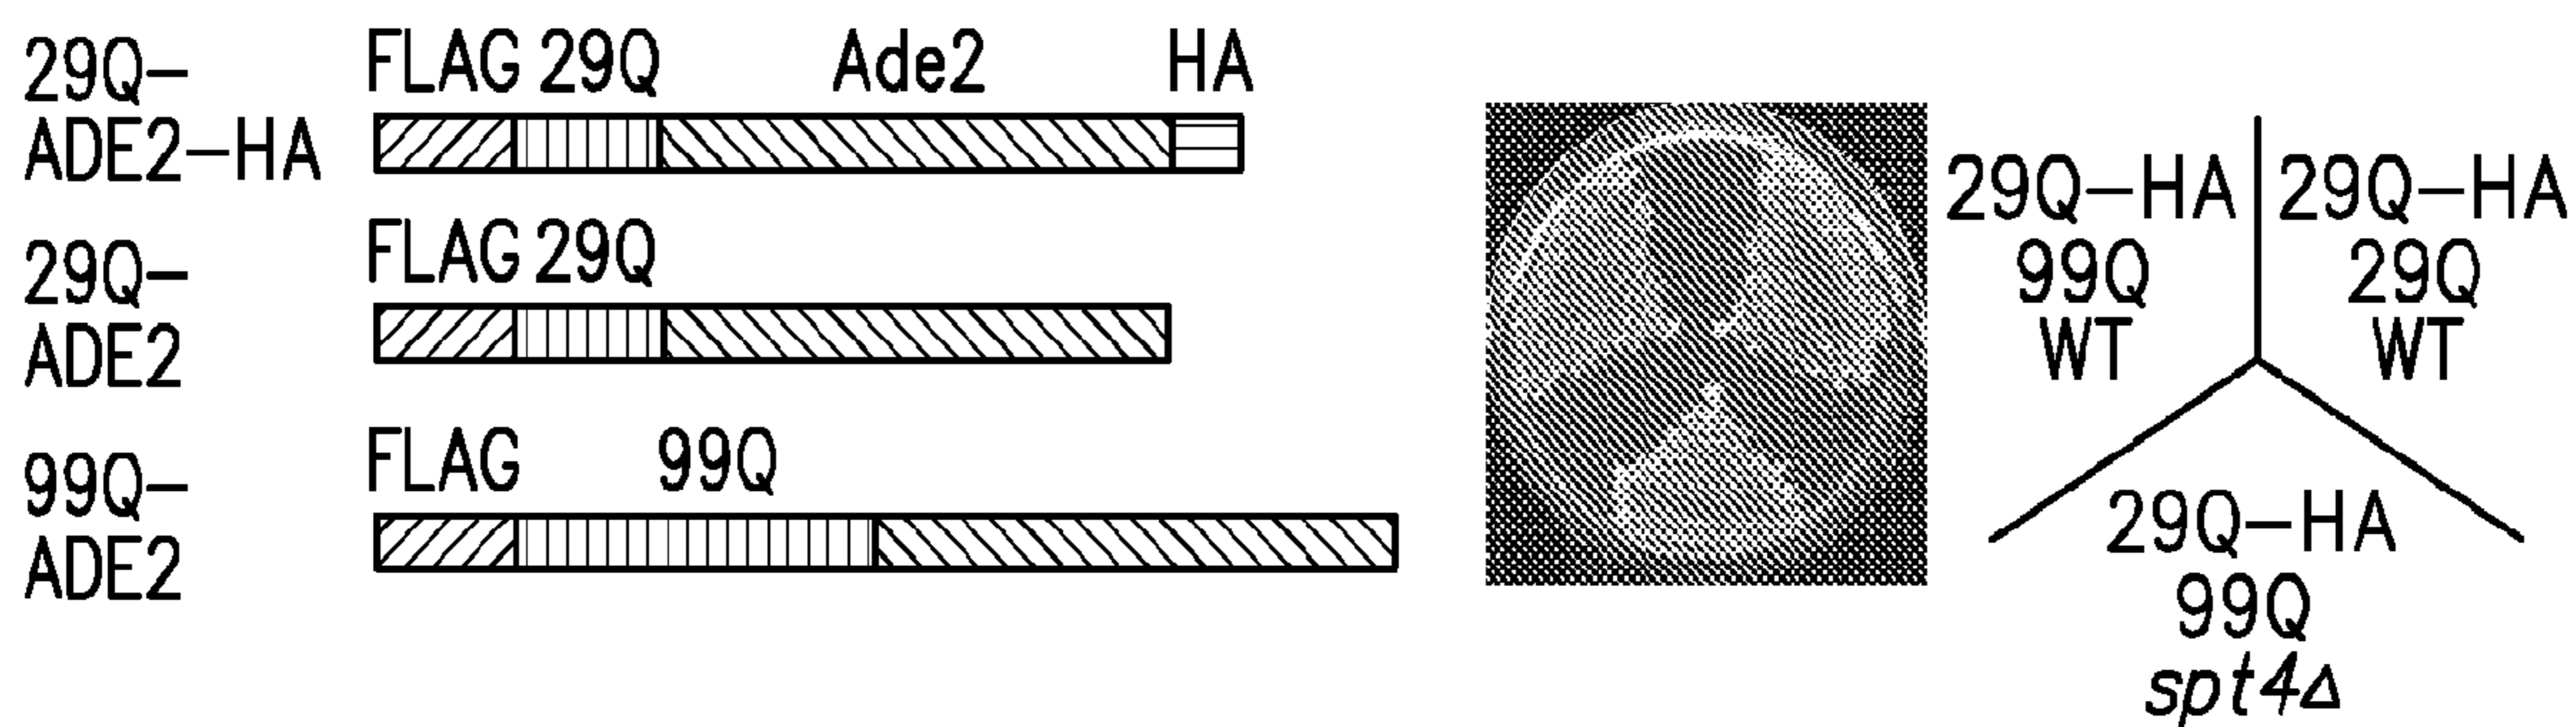 29Q-
ADE2-HA
FLAG 29Q Ade2 HA
29Q-
ADE2
FLAG 29Q
99Q-
ADE2
FLAG 99Q
29Q-HA
99Q
WT
29Q-HA
29Q
WT
29Q-HA
99Q
spt4Δ